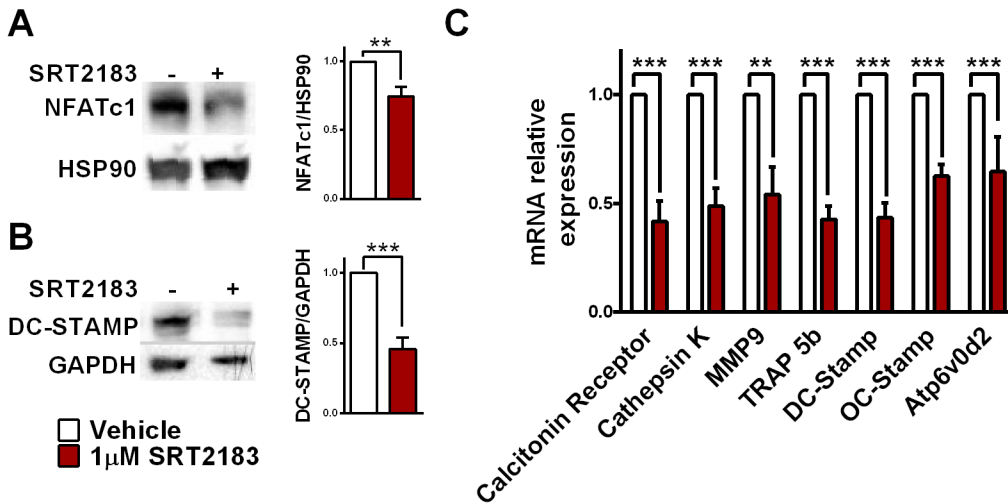 A
SRT2183 - +
NFATc1
HSP90
**
NFATc1/HSP90
1.0
0.5
0.0
B
SRT2183 - +
DC-STAMP
GAPDH
***
DC-STAMP/GAPDH
1.0
0.5
0.0
Vehicle
1µM SRT2183
C
*** *** ** *** *** *** ***
mRNA relative
expression
1.0
0.5
0.0
Calcitonin Receptor
Cathepsin K
MMP9
TRAP 5b
DC-Stamp
OC-Stamp
Atp6v0d2